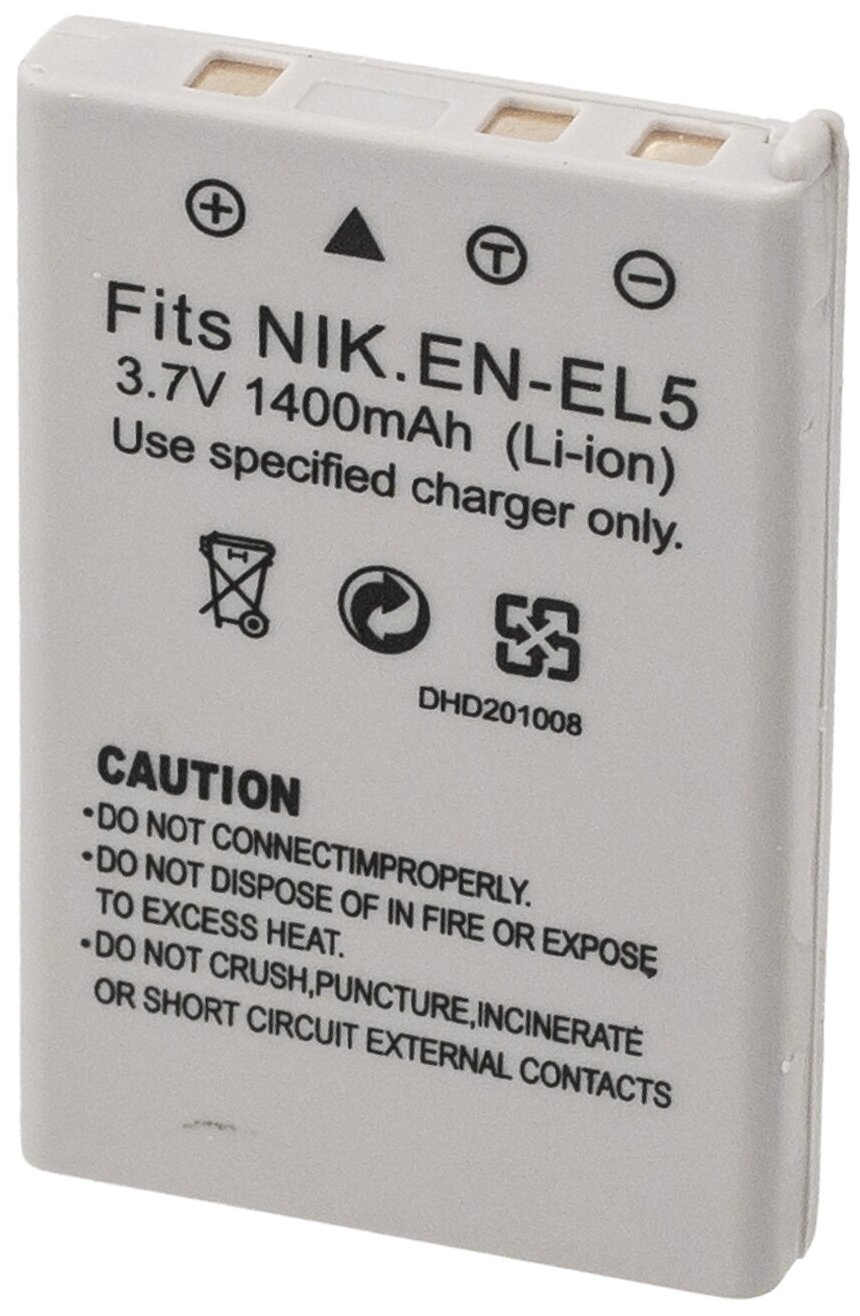 + T -
Fits NIK.EN-EL5
3.7V 1400mAh (Li-ion)
Use specified charger only.
DHD201008
CAUTION
•DO NOT CONNECTIMPROPERLY.
•DO NOT DISPOSE OF IN FIRE OR EXPOSE
TO EXCESS HEAT.
•DO NOT CRUSH,PUNCTURE,INCINERATE
OR SHORT CIRCUIT EXTERNAL CONTACTS